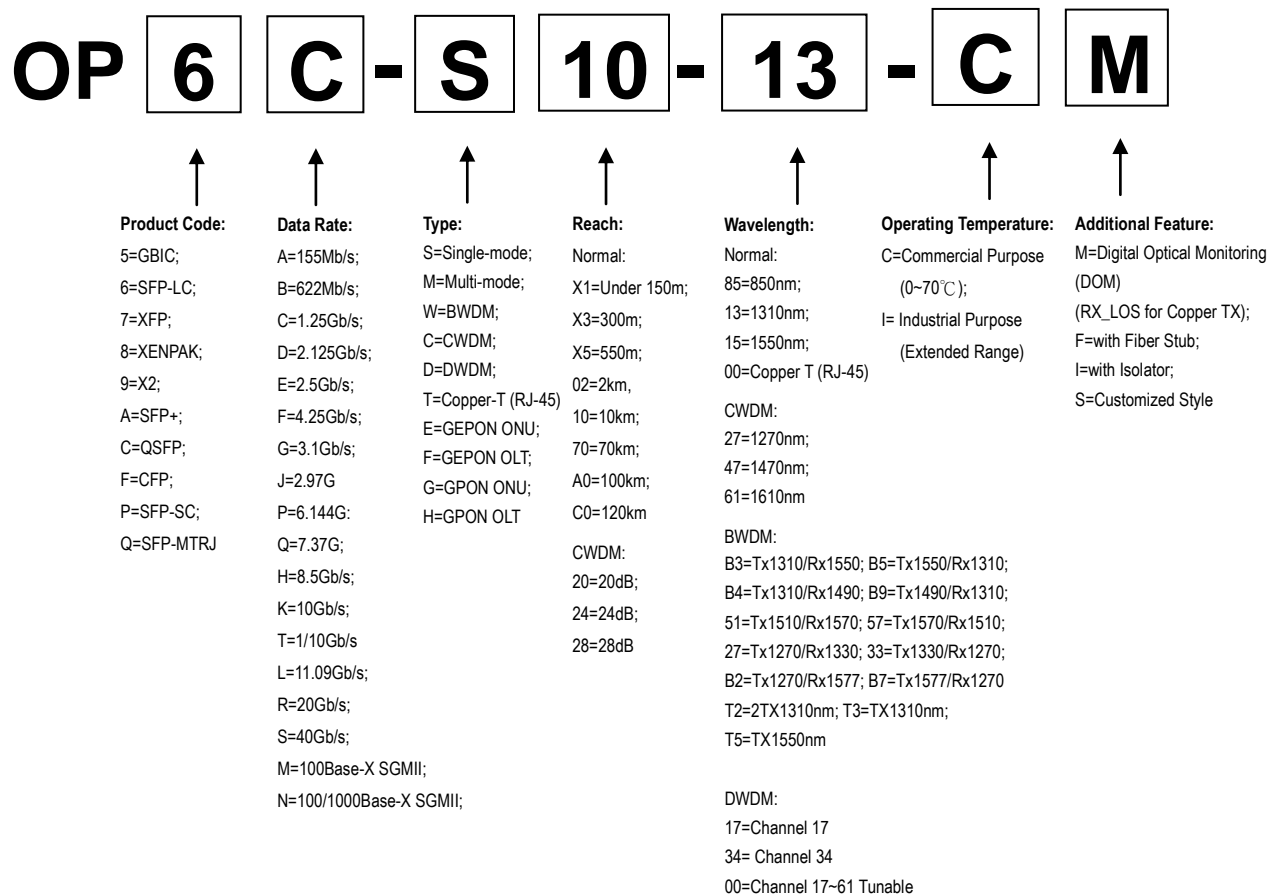 OP 6 C - S 10 - 13 - C M
Product Code:
5=GBIC;
6=SFP-LC;
7=XFP;
8=XENPAK;
9=X2;
A=SFP+;
C=QSFP;
F=CFP;
P=SFP-SC;
Q=SFP-MTRJ
Data Rate:
A=155Mb/s;
B=622Mb/s;
C=1.25Gb/s;
D=2.125Gb/s;
E=2.5Gb/s;
F=4.25Gb/s;
G=3.1Gb/s;
J=2.97G
P=6.144G:
Q=7.37G;
H=8.5Gb/s;
K=10Gb/s;
T=1/10Gb/s
L=11.09Gb/s;
R=20Gb/s;
S=40Gb/s;
M=100Base-X SGMII;
N=100/1000Base-X SGMII;
Type:
S=Single-mode;
M=Multi-mode;
W=BWDM;
C=CWDM;
D=DWDM;
T=Copper-T (RJ-45)
E=GEPON ONU;
F=GEPON OLT;
G=GPON ONU;
H=GPON OLT
Reach:
Normal:
X1=Under 150m;
X3=300m;
X5=550m;
02=2km,
10=10km;
70=70km;
A0=100km;
C0=120km
CWDM:
20=20dB;
24=24dB;
28=28dB
Wavelength:
Normal:
85=850nm;
13=1310nm;
15=1550nm;
00=Copper T (RJ-45)
CWDM:
27=1270nm;
47=1470nm;
61=1610nm
BWDM:
B3=Tx1310/Rx1550; B5=Tx1550/Rx1310;
B4=Tx1310/Rx1490; B9=Tx1490/Rx1310;
51=Tx1510/Rx1570; 57=Tx1570/Rx1510;
27=Tx1270/Rx1330; 33=Tx1330/Rx1270;
B2=Tx1270/Rx1577; B7=Tx1577/Rx1270
T2=2TX1310nm; T3=TX1310nm;
T5=TX1550nm
DWDM:
17=Channel 17
34= Channel 34
00=Channel 17~61 Tunable
Operating Temperature:
C=Commercial Purpose
(0~70℃);
I= Industrial Purpose
(Extended Range)
Additional Feature:
M=Digital Optical Monitoring
(DOM)
(RX_LOS for Copper TX);
F=with Fiber Stub;
I=with Isolator;
S=Customized Style